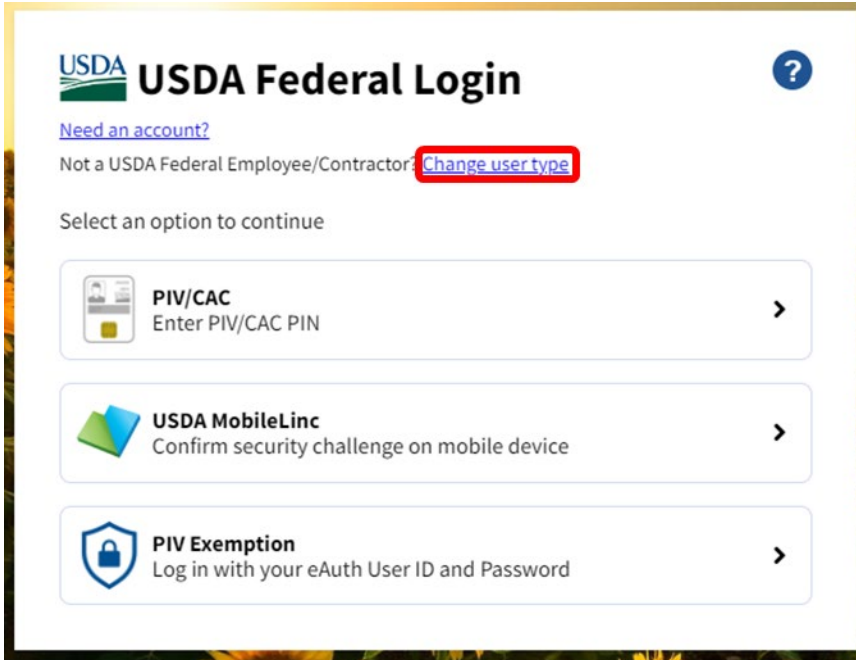 USDA
USDA Federal Login
?
Need an account?
Not a USDA Federal Employee/Contractor? Change user type
Select an option to continue
PIV/CAC
Enter PIV/CAC PIN
USDA MobileLinc
Confirm security challenge on mobile device
PIV Exemption
Log in with your eAuth User ID and Password